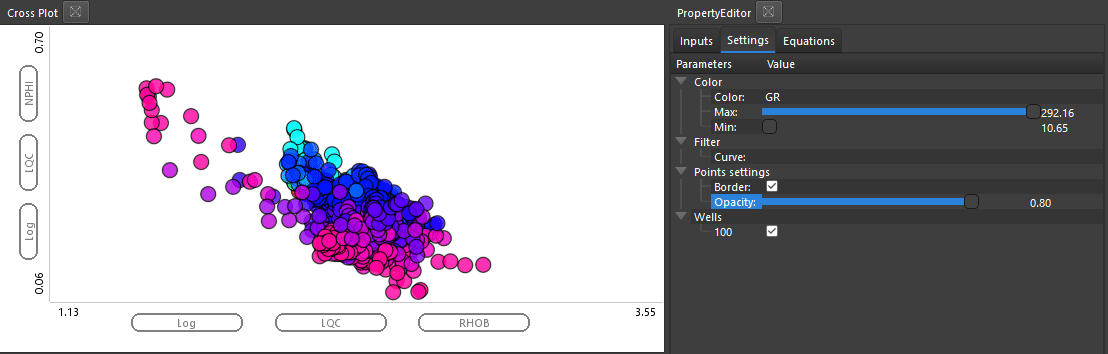 Cross Plot
0.70
NPHI
LQC
Log
0.06
1.13
3.55
Log
LQC
RHOB
PropertyEditor
Inputs
Settings
Equations
Parameters Value
Color
Color: GR
Max: 292.16
Min: 10.65
Filter
Curve:
Points settings
Border:
Opacity: 0.80
Wells
100